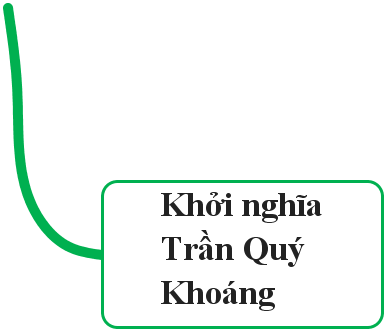 Khởi nghĩa
Trần Quý
Khoáng